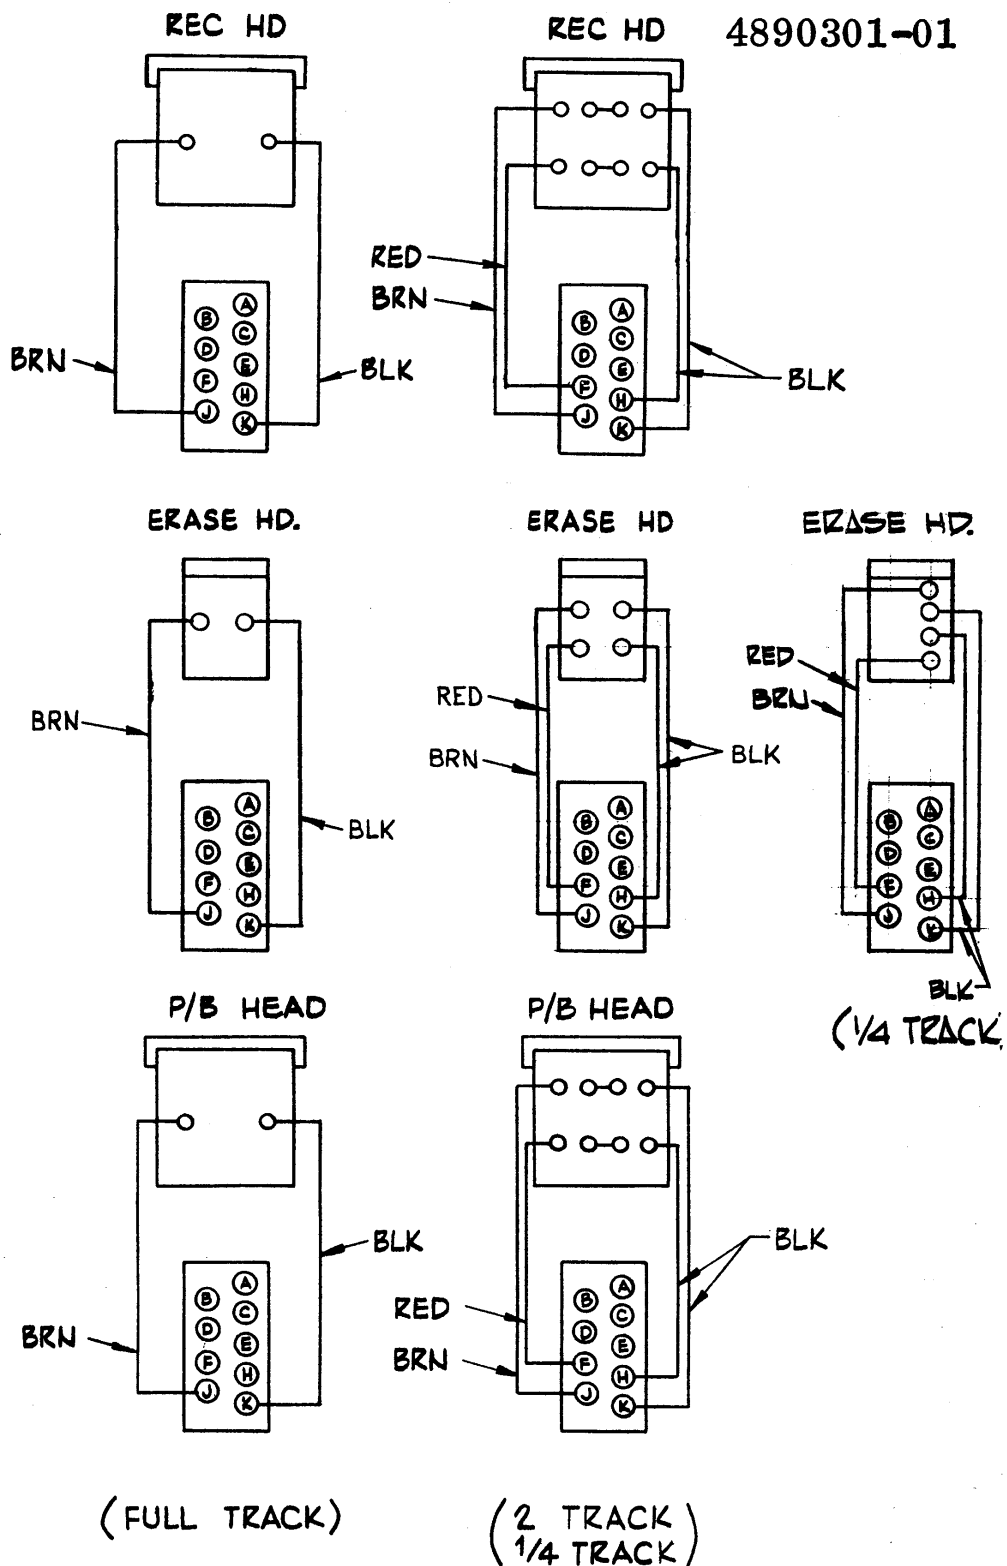 REC HD
REC HD
4890301-01
BRN
BLK
B
A
D
C
F
E
J
H
K
RED
BRN
BLK
B
A
D
C
F
E
J
H
K
ERASE HD.
ERASE HD
ERASE HD.
BRN
BLK
B
A
D
C
F
E
J
H
K
RED
BRN
BLK
B
A
D
C
F
E
J
H
K
RED
BRN
B
A
D
C
F
E
J
H
K
BLK
(1/4 TRACK
P/B HEAD
P/B HEAD
BRN
BLK
B
A
D
C
F
E
J
H
K
RED
BRN
BLK
B
A
D
C
F
E
J
H
K
(FULL TRACK)
(2 TRACK
1/4 TRACK)